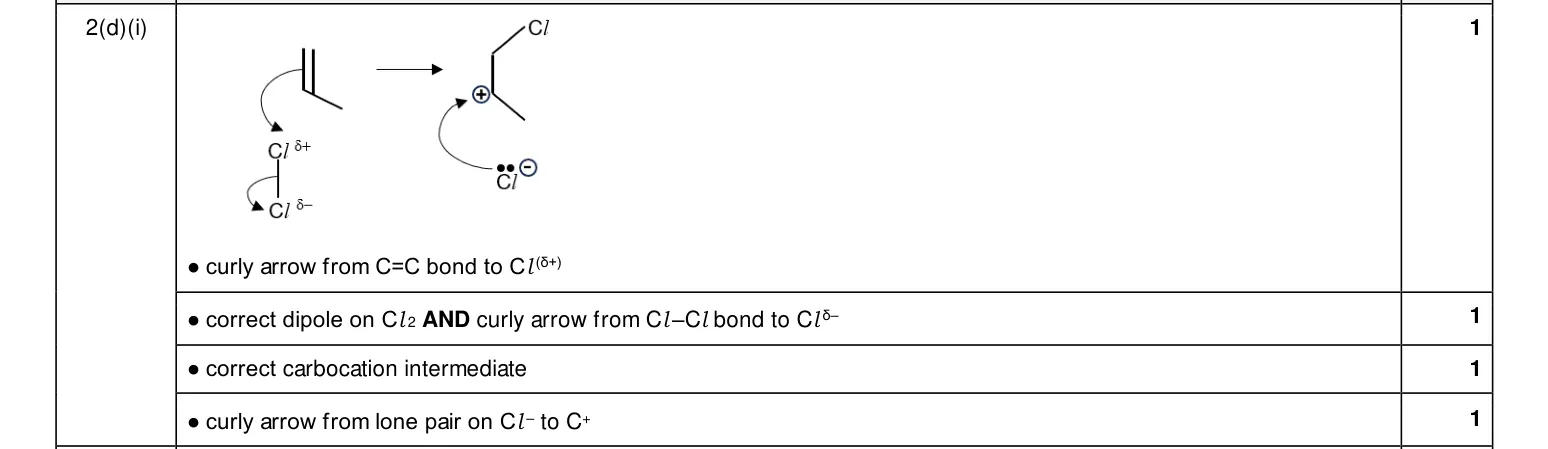 2(d)(i)
1
Cl
⊕
Cl δ+
Cl δ–
••⊖
Cl
● curly arrow from C=C bond to Cl(δ+)
● correct dipole on Cl2 AND curly arrow from Cl–Cl bond to Clδ–
1
● correct carbocation intermediate
1
● curly arrow from lone pair on Cl– to C+
1